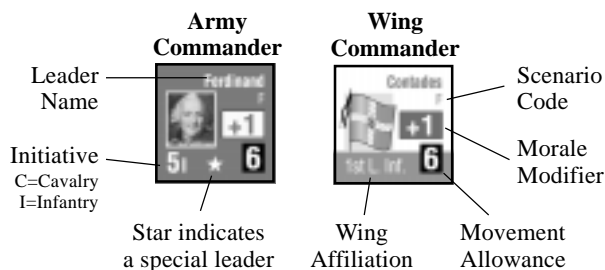 Army
Commander
Wing
Commander
Leader
Name
Ferdinand
F
+1
5I
6
Contades
F
+1
1st L. Inf.
6
Scenario
Code
Initiative
C=Cavalry
I=Infantry
Morale
Modifier
Star indicates
a special leader
Wing
Affiliation
Movement
Allowance